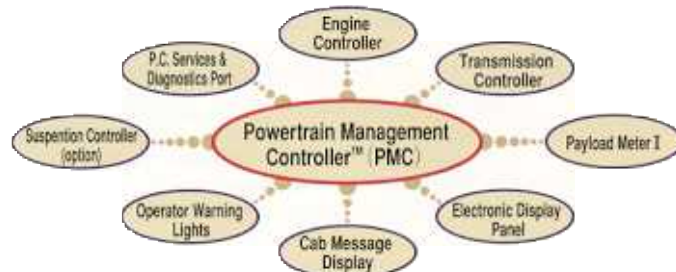 Engine
Controller
P.C. Services &
Diagnostics Port
Transmission
Controller
Suspention Controller
(option)
Powertrain Management
Controller™ (PMC)
Payload Meter I
Operator Warning
Lights
Electronic Display
Panel
Cab Message
Display